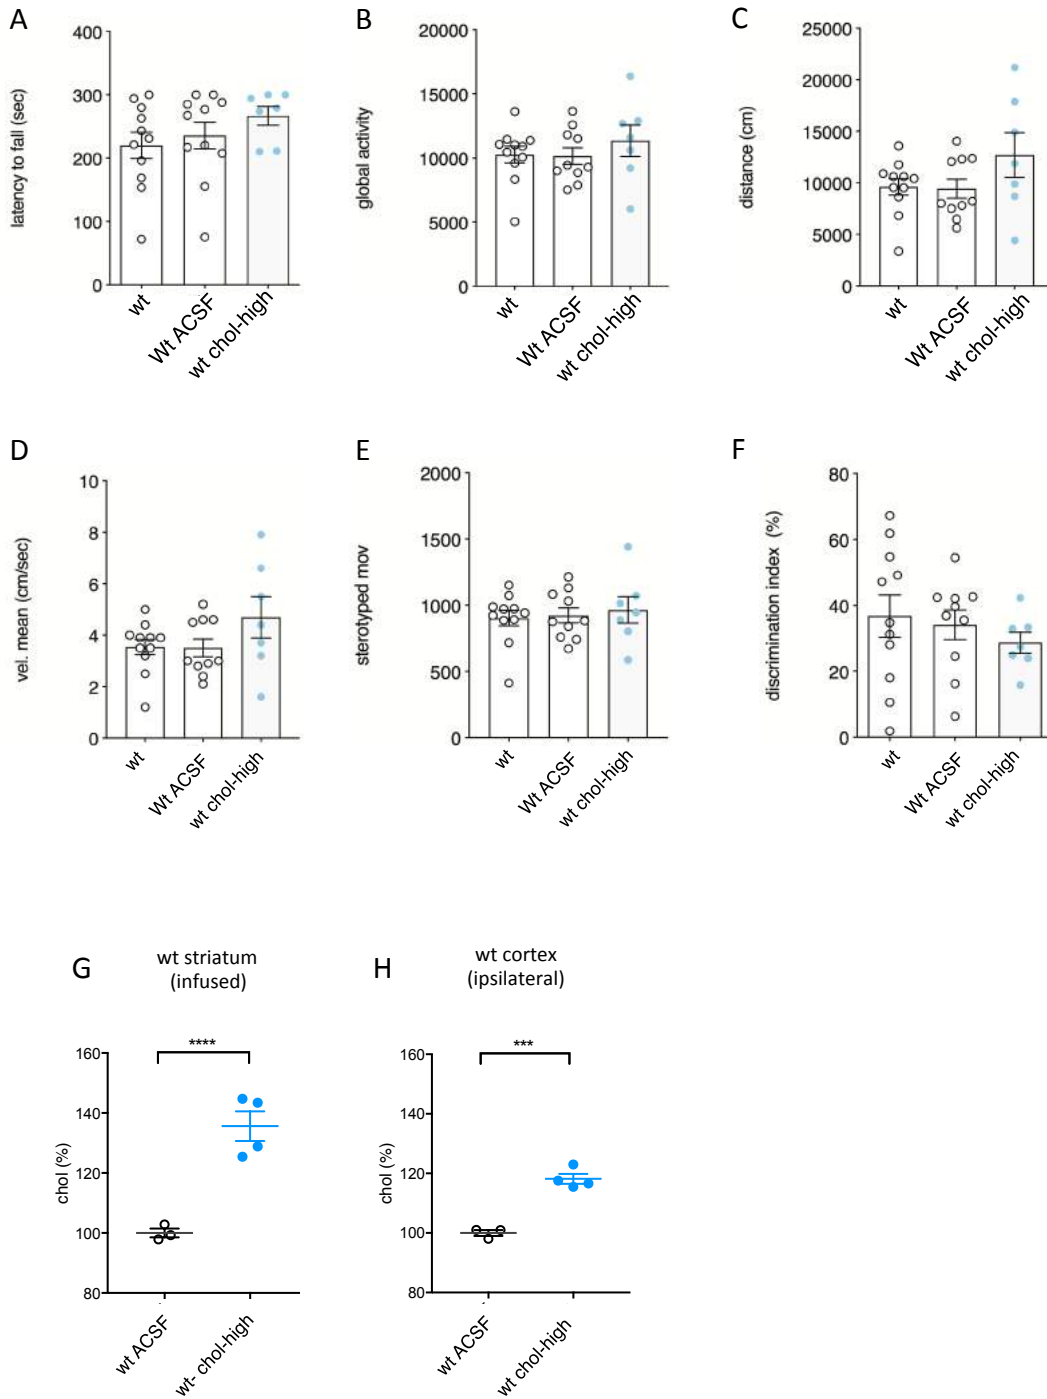 A
latency to fall (sec)
400
300
200
100
0
wt
Wt ACSF
wt chol-high
B
global activity
20000
15000
10000
5000
0
wt
Wt ACSF
wt chol-high
C
distance (cm)
25000
20000
15000
10000
5000
0
wt
Wt ACSF
wt chol-high
D
vel. mean (cm/sec)
10
8
6
4
2
0
wt
Wt ACSF
wt chol-high
E
sterotyped mov
2000
1500
1000
500
0
wt
Wt ACSF
wt chol-high
F
discrimination index (%)
80
60
40
20
0
wt
Wt ACSF
wt chol-high
G
wt striatum
(infused)
chol (%)
160
140
120
100
80
****
wt ACSF
wt- chol-high
H
wt cortex
(ipsilateral)
chol (%)
160
140
120
100
80
***
wt ACSF
wt chol-high